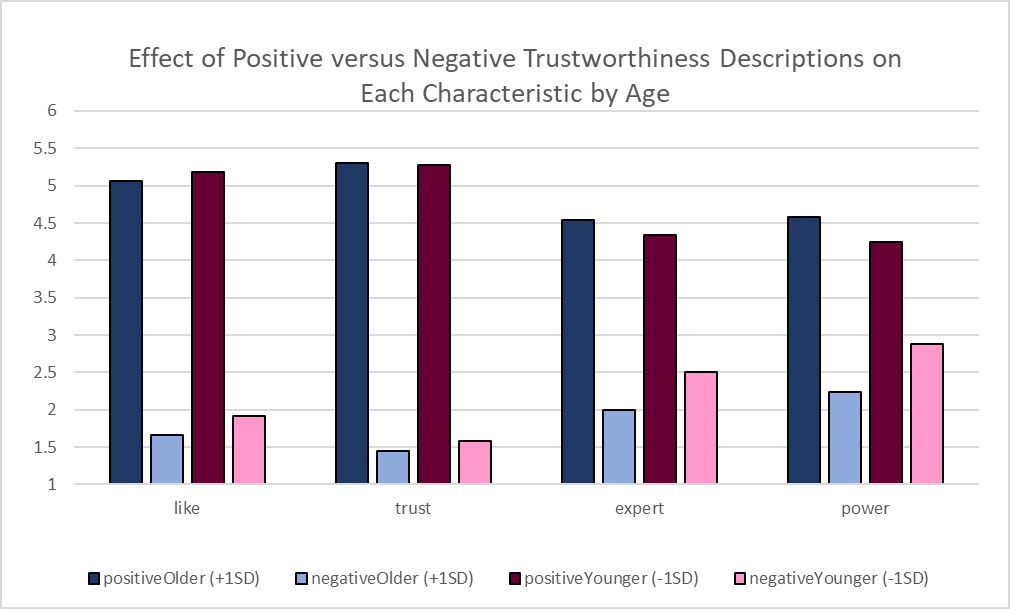 Effect of Positive versus Negative Trustworthiness Descriptions on
Each Characteristic by Age
6
5.5
5
4.5
4
3.5
3
2.5
2
1.5
1
like trust expert power
positiveOlder (+1SD) negativeOlder (+1SD) positiveYounger (-1SD) negativeYounger (-1SD)